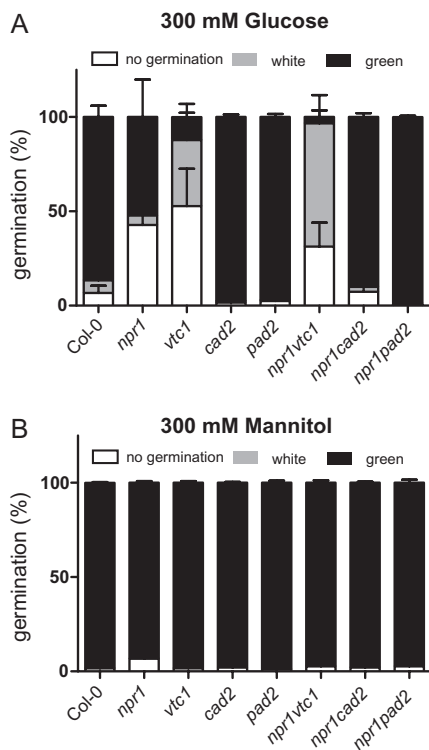 A
300 mM Glucose
no germination white green
germination (%)
100
50
0
Col-0 npr1 vtc1 cad2 pad2 npr1vtc1 npr1cad2 npr1pad2
B
300 mM Mannitol
no germination white green
germination (%)
100
50
0
Col-0 npr1 vtc1 cad2 pad2 npr1vtc1 npr1cad2 npr1pad2